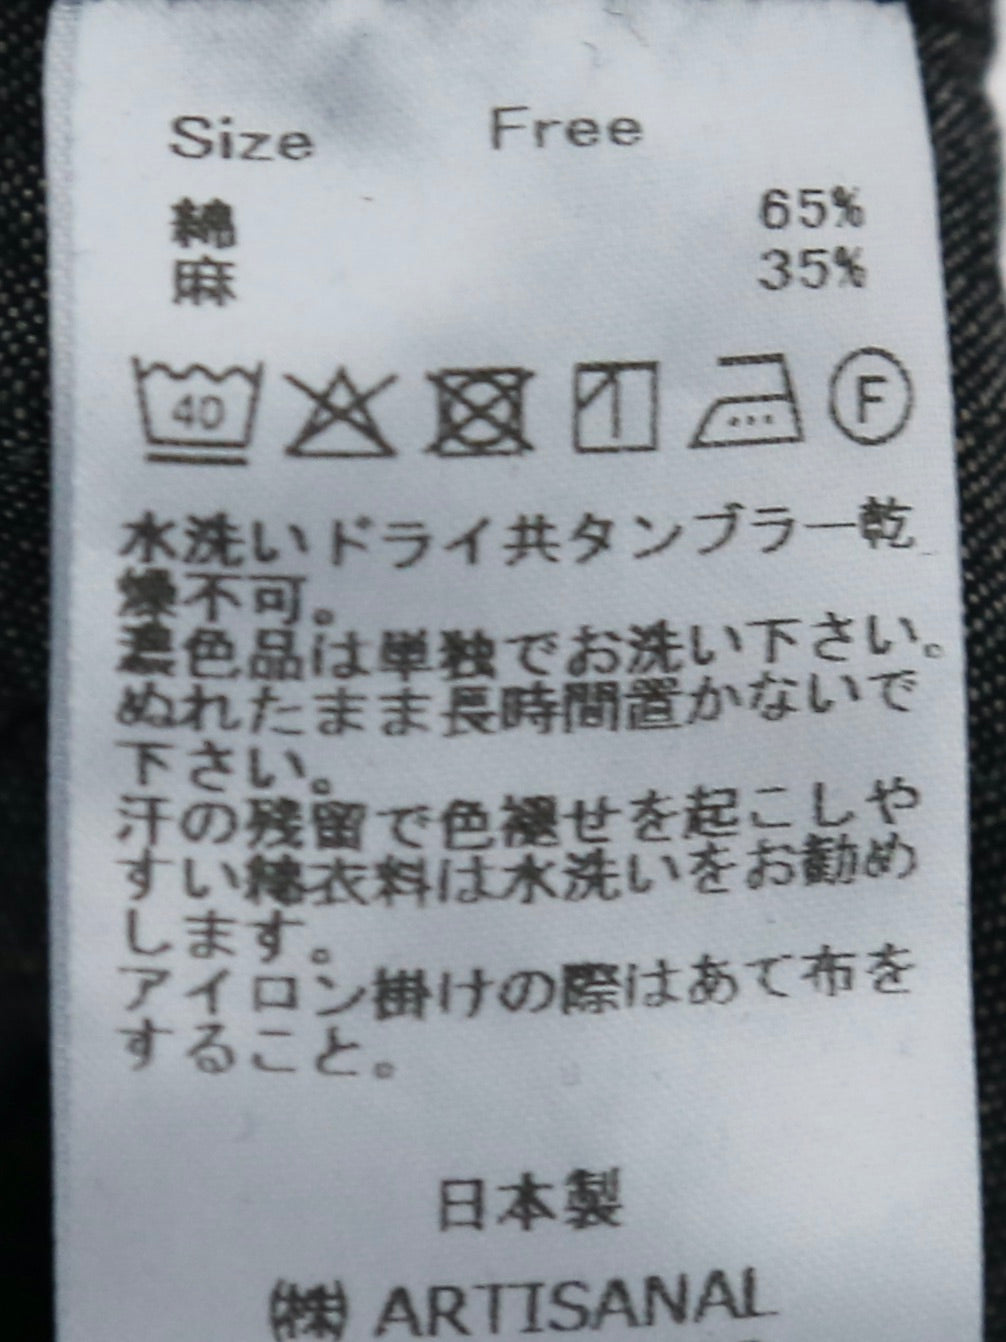 Size Free
綿 65%
麻 35%
40 F
水洗いドライ共タンブラー乾
燥不可。
濃色品は単独でお洗い下さい。
ぬれたまま長時間置かないで
下さい。
汗の残留で色褪せを起こしや
すい綿衣料は水洗いをお勧め
します。
アイロン掛けの際はあて布を
すること。
日本製
㈱ ARTISANAL